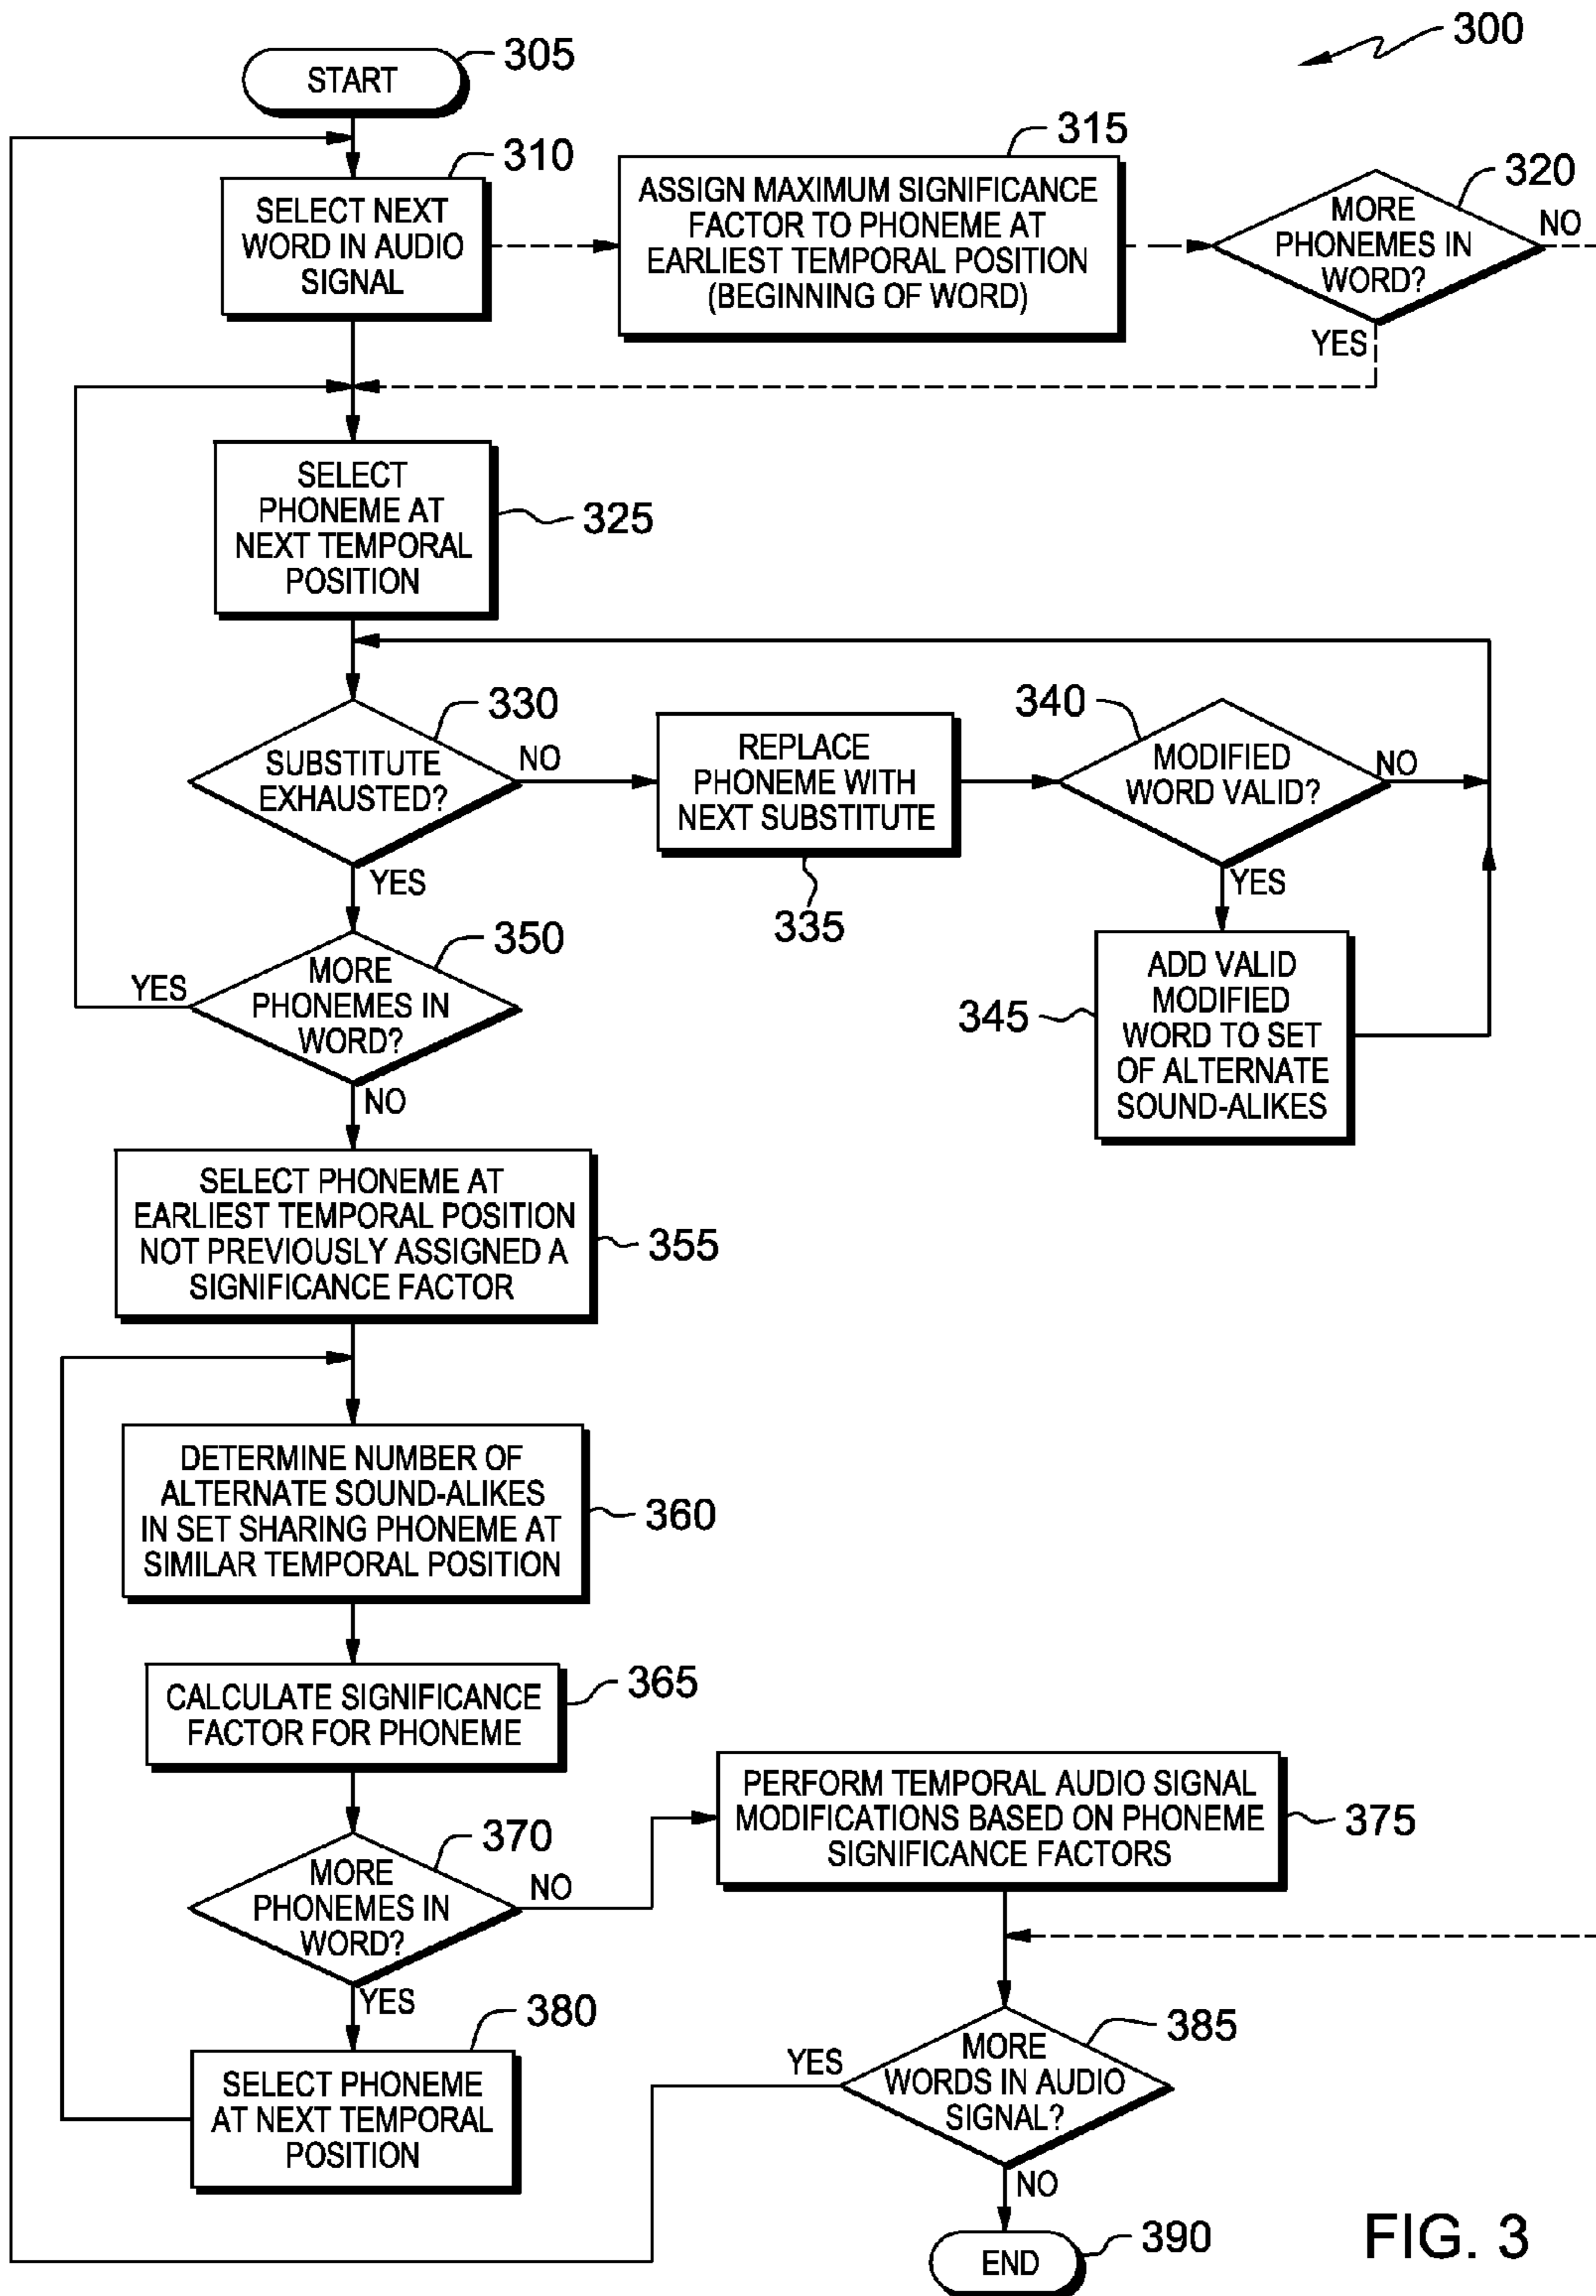 300
START
305
310
SELECT NEXT
WORD IN AUDIO
SIGNAL
315
ASSIGN MAXIMUM SIGNIFICANCE
FACTOR TO PHONEME AT
EARLIEST TEMPORAL POSITION
(BEGINNING OF WORD)
320
MORE
PHONEMES IN
WORD?
NO
YES
SELECT
PHONEME AT
NEXT TEMPORAL
POSITION
325
330
SUBSTITUTE
EXHAUSTED?
NO
YES
REPLACE
PHONEME WITH
NEXT SUBSTITUTE
335
340
MODIFIED
WORD VALID?
NO
YES
345
ADD VALID
MODIFIED
WORD TO SET
OF ALTERNATE
SOUND-ALIKES
350
MORE
PHONEMES IN
WORD?
YES
NO
SELECT PHONEME AT
EARLIEST TEMPORAL POSITION
NOT PREVIOUSLY ASSIGNED A
SIGNIFICANCE FACTOR
355
DETERMINE NUMBER OF
ALTERNATE SOUND-ALIKES
IN SET SHARING PHONEME AT
SIMILAR TEMPORAL POSITION
360
CALCULATE SIGNIFICANCE
FACTOR FOR PHONEME
365
370
MORE
PHONEMES IN
WORD?
NO
YES
PERFORM TEMPORAL AUDIO SIGNAL
MODIFICATIONS BASED ON PHONEME
SIGNIFICANCE FACTORS
375
380
SELECT PHONEME
AT NEXT TEMPORAL
POSITION
385
MORE
WORDS IN AUDIO
SIGNAL?
YES
NO
END
390
FIG. 3